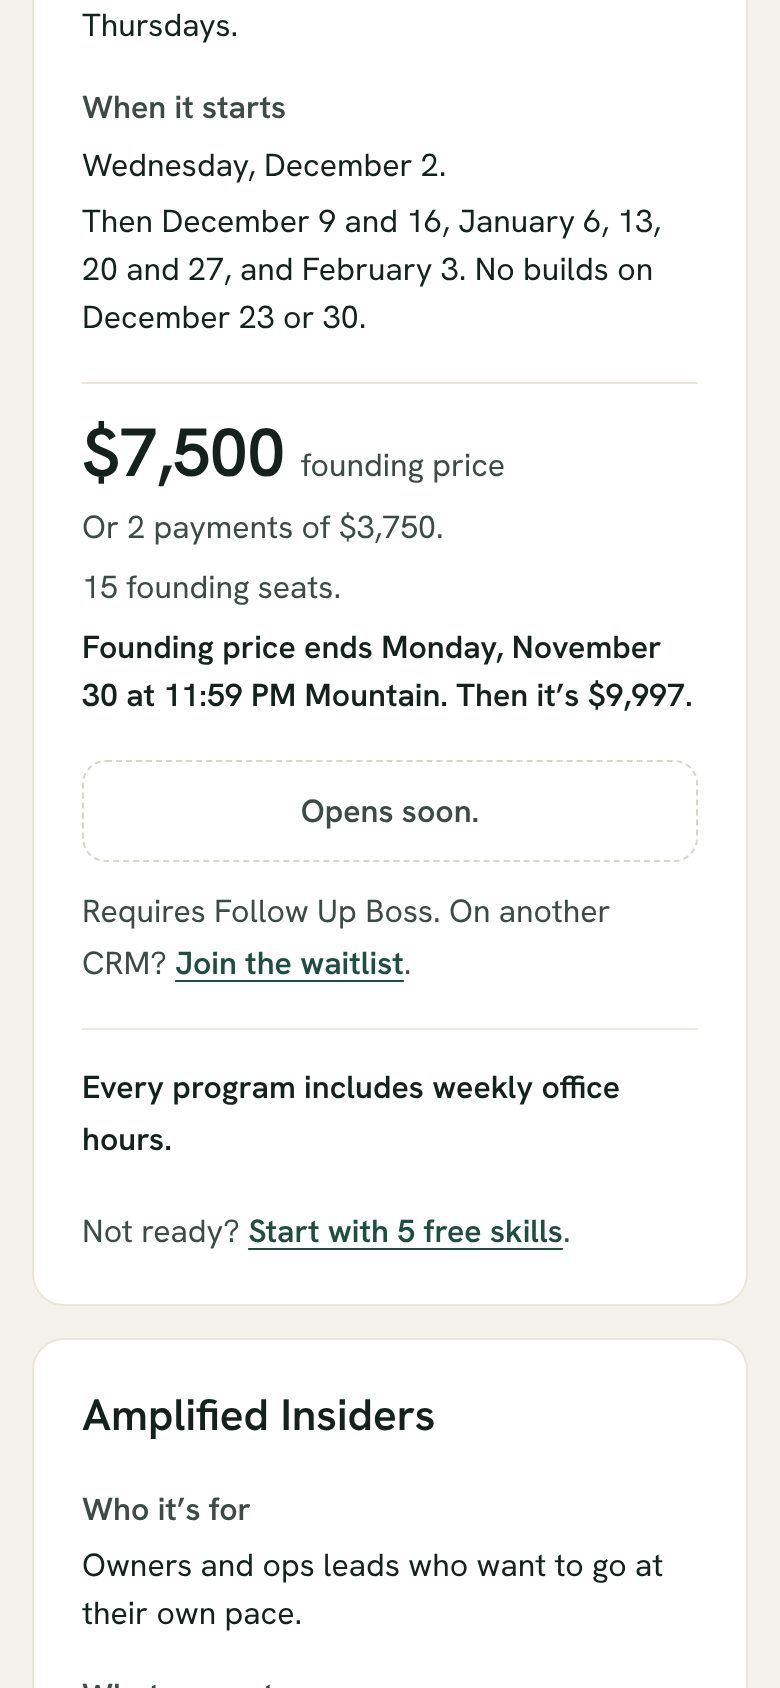 Thursdays.
When it starts
Wednesday, December 2.
Then December 9 and 16, January 6, 13,
20 and 27, and February 3. No builds on
December 23 or 30.
$7,500 founding price
Or 2 payments of $3,750.
15 founding seats.
Founding price ends Monday, November
30 at 11:59 PM Mountain. Then it’s $9,997.
Opens soon.
Requires Follow Up Boss. On another
CRM? Join the waitlist.
Every program includes weekly office
hours.
Not ready? Start with 5 free skills.
Amplified Insiders
Who it’s for
Owners and ops leads who want to go at
their own pace.